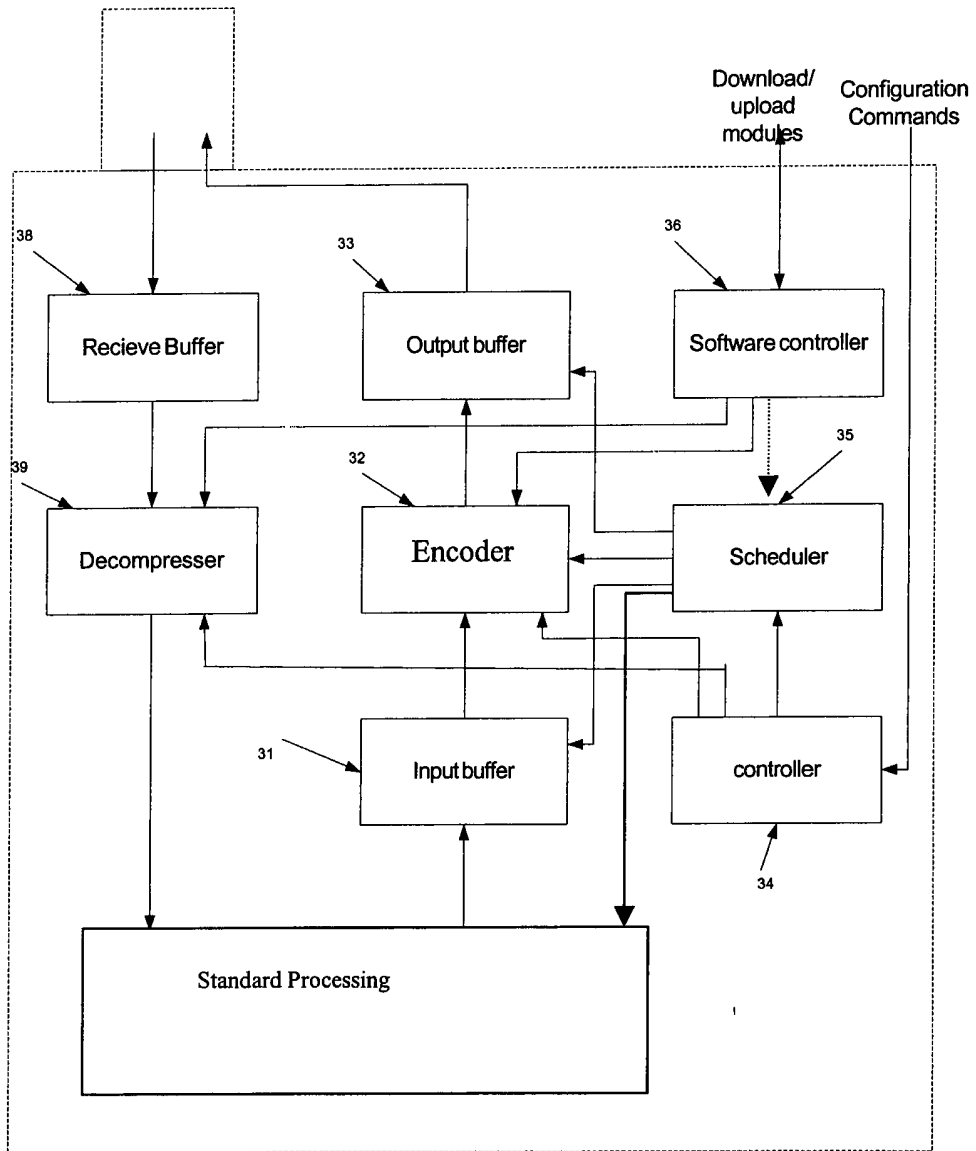 Download/
upload
modules
Configuration
Commands
38
33
36
Recieve Buffer
Output buffer
Software controller
39
32
35
Decompresser
Encoder
Scheduler
31
Input buffer
controller
34
Standard Processing